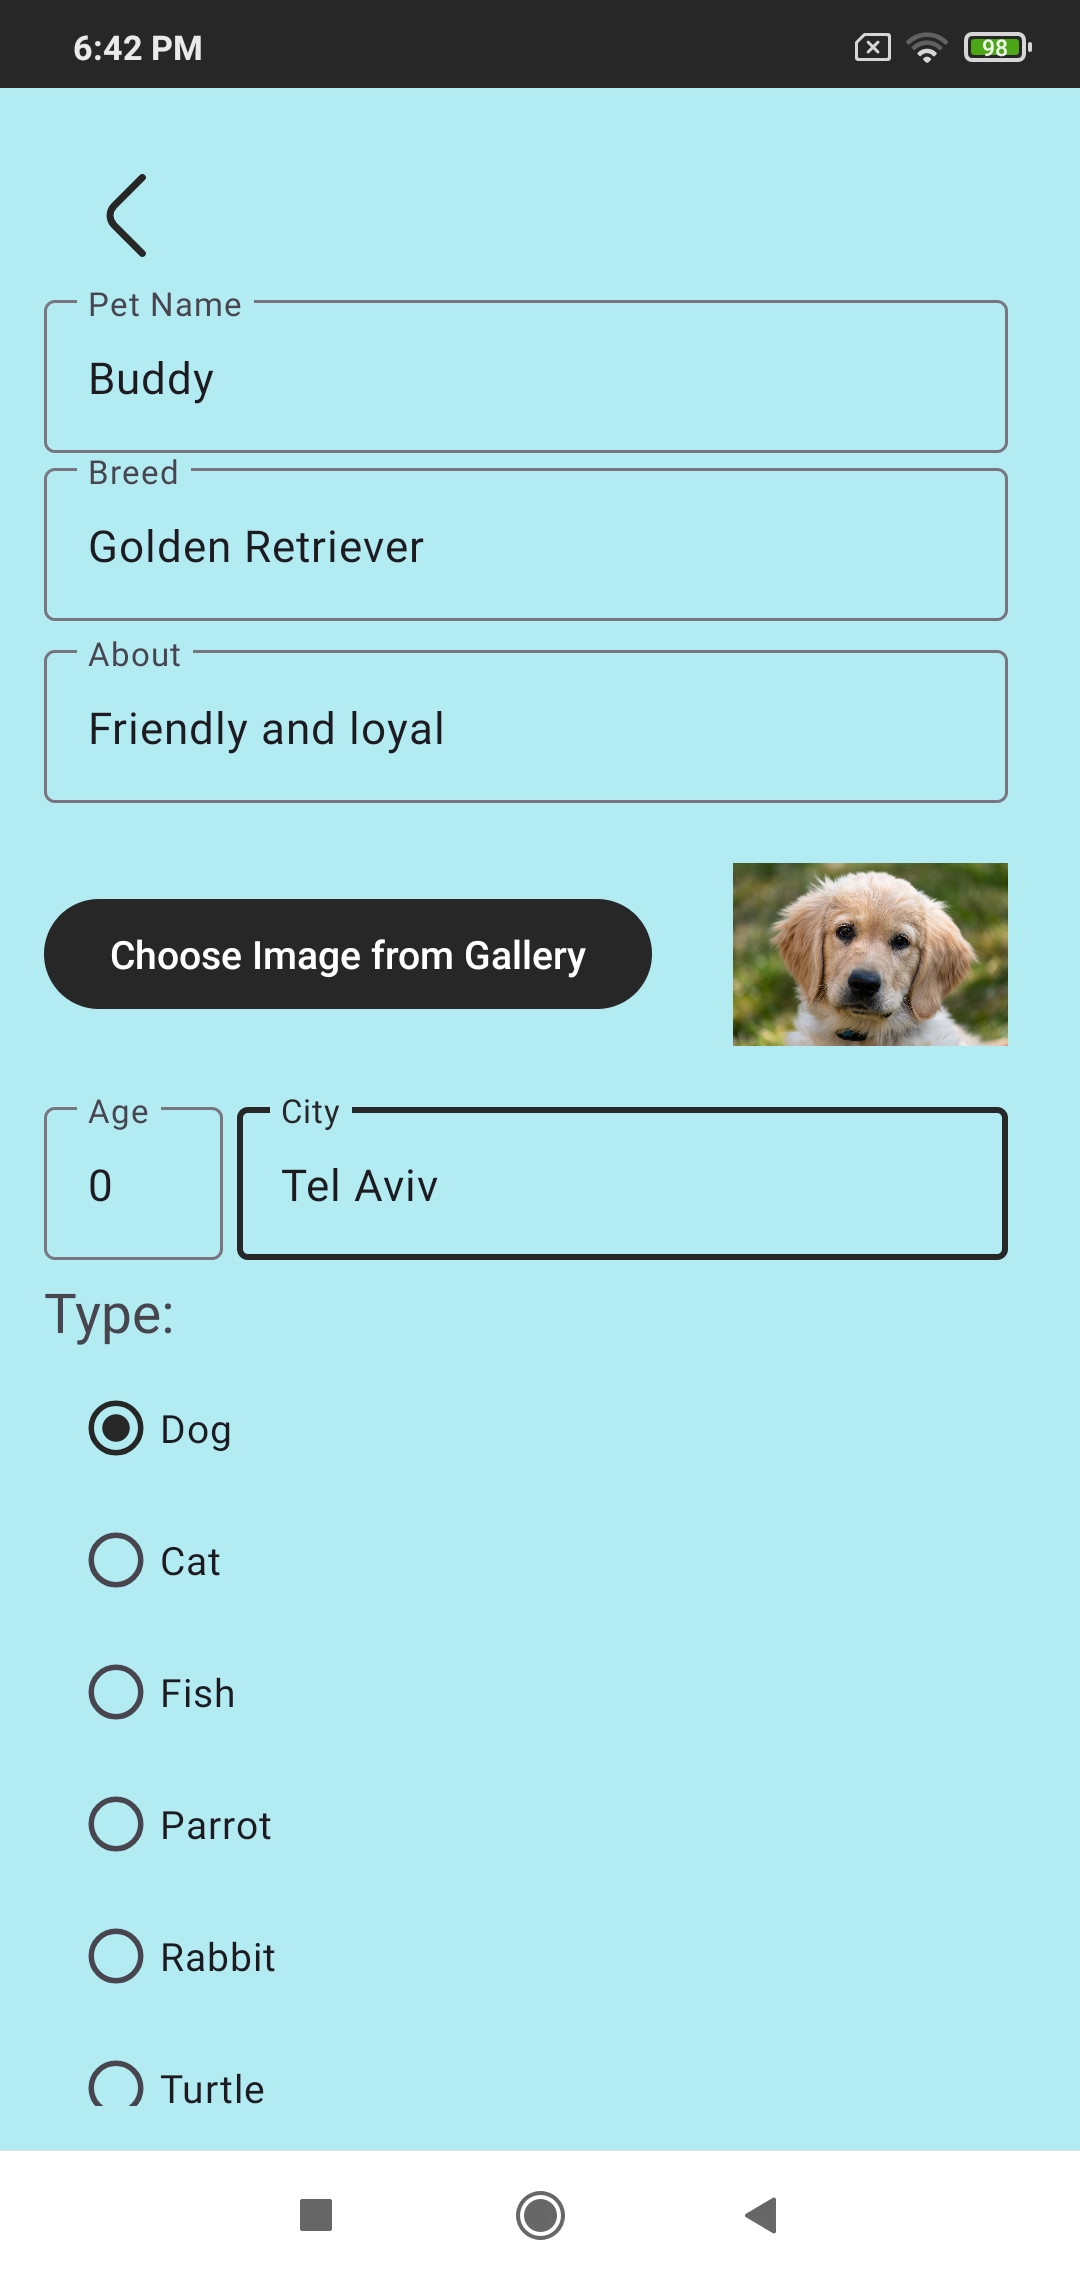 6:42 PM
98
Pet Name
Buddy
Breed
Golden Retriever
About
Friendly and loyal
Choose Image from Gallery
Age
0
City
Tel Aviv
Type:
Dog
Cat
Fish
Parrot
Rabbit
Turtle